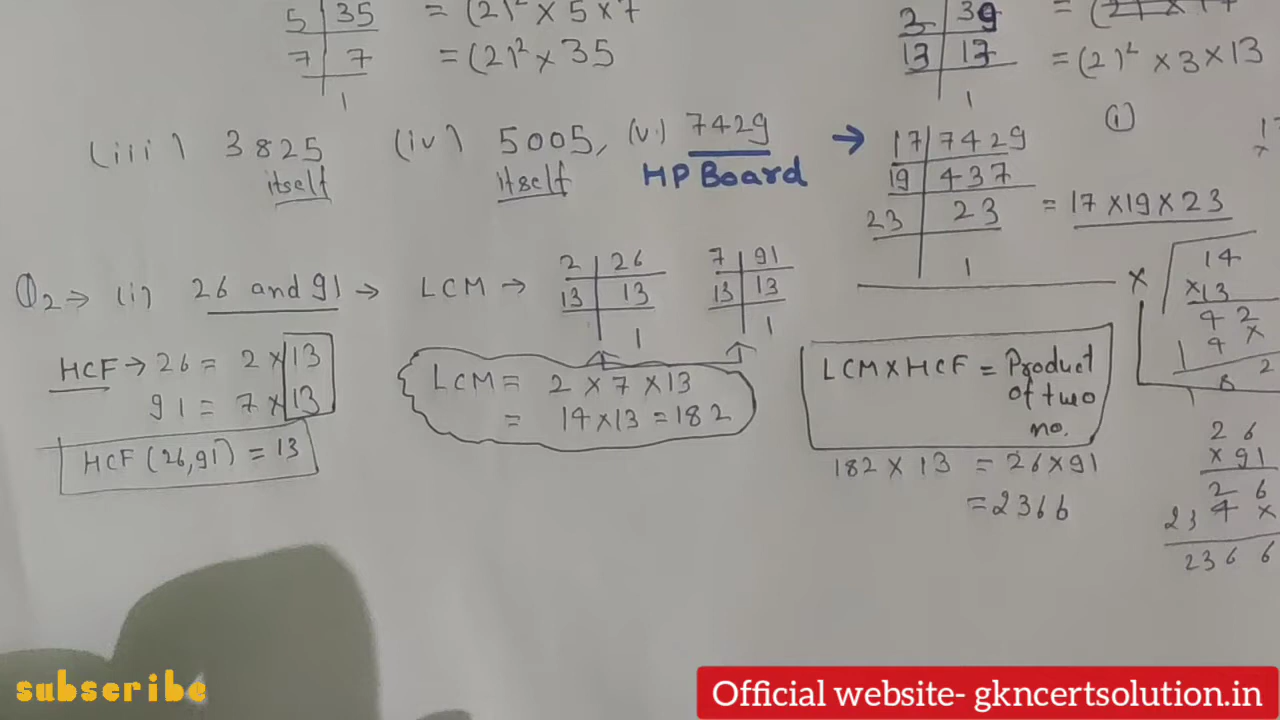 5 | 35 = (2)² × 5 × 7
7 | 7 = (2)² × 35
1
3 | 39
13 | 13 = (2)² × 3 × 13
1
(i)
(iii) 3825 (iv) 5005, (v) 7429 →
itself itself HP Board
17 | 7429
19 | 437
23 | 23 = 17 × 19 × 23
1
Q2 → (i) 26 and 91 → LCM →
2 | 26
13 | 13
1
7 | 91
13 | 13
1
HCF → 26 = 2 × 13
91 = 7 × 13
HCF (26, 91) = 13
LCM = 2 × 7 × 13
= 14 × 13 = 182
LCM × HCF = Product
of two
no.
182 × 13 = 26 × 91
= 2366
×
14
×13
42
14×
182
26
×91
26
234×
2366
subscribe
Official website- gkncertsolution.in